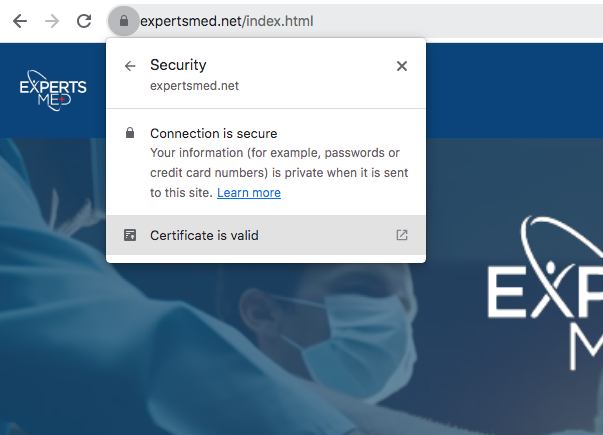 expertsmed.net/index.html
Security
expertsmed.net
EXPERTS
MED
Connection is secure
Your information (for example, passwords or
credit card numbers) is private when it is sent
to this site. Learn more
Certificate is valid
EXP
M